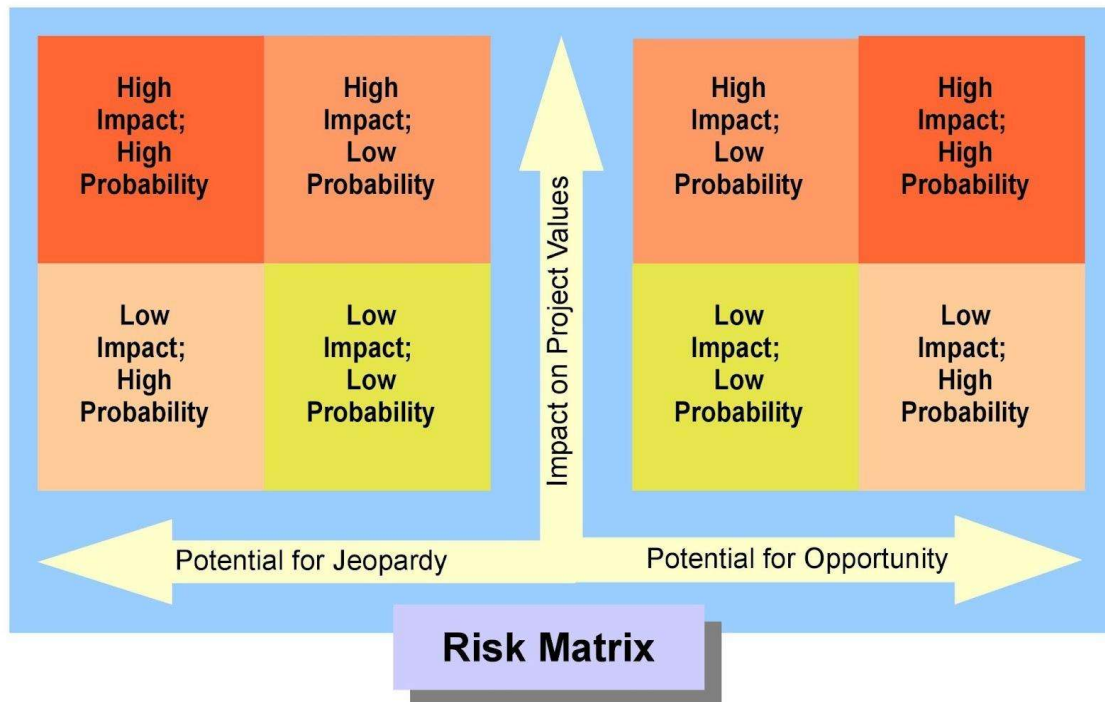 High
Impact;
High
Probability
High
Impact;
Low
Probability
Low
Impact;
High
Probability
Low
Impact;
Low
Probability
Impact on Project Values
High
Impact;
Low
Probability
High
Impact;
High
Probability
Low
Impact;
Low
Probability
Low
Impact;
High
Probability
Potential for Jeopardy
Potential for Opportunity
Risk Matrix